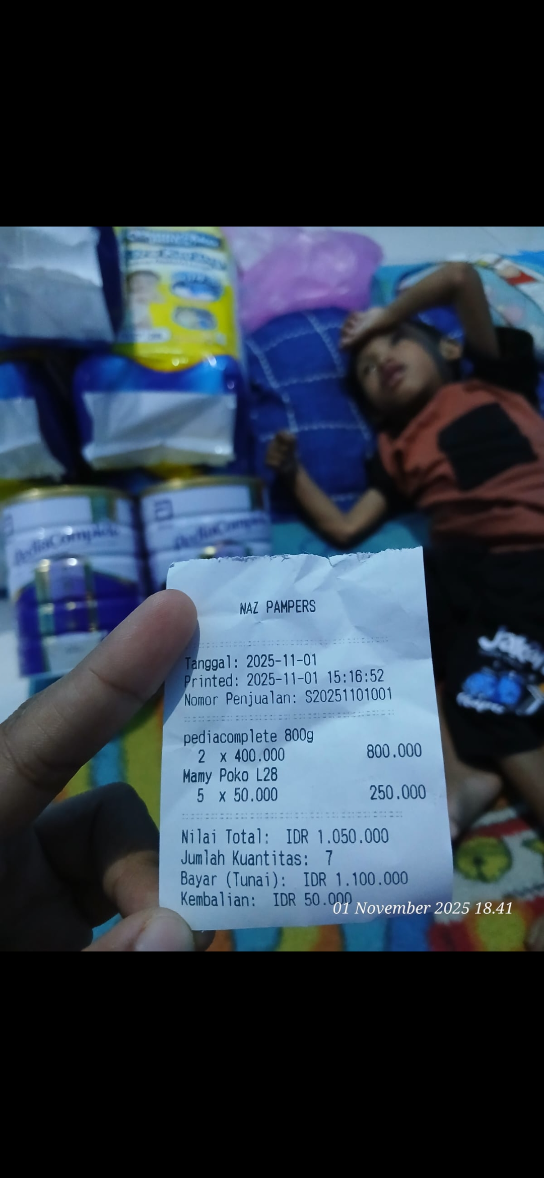 PediaComplete
PediaComplete
NAZ PAMPERS
Tanggal: 2025-11-01
Printed: 2025-11-01 15:16:52
Nomor Penjualan: S20251101001
pediacomplete 800g
2 x 400.000 800.000
Mamy Poko L28
5 x 50.000 250.000
Nilai Total: IDR 1.050.000
Jumlah Kuantitas: 7
Bayar (Tunai): IDR 1.100.000
Kembalian: IDR 50.000
01 November 2025 18.41